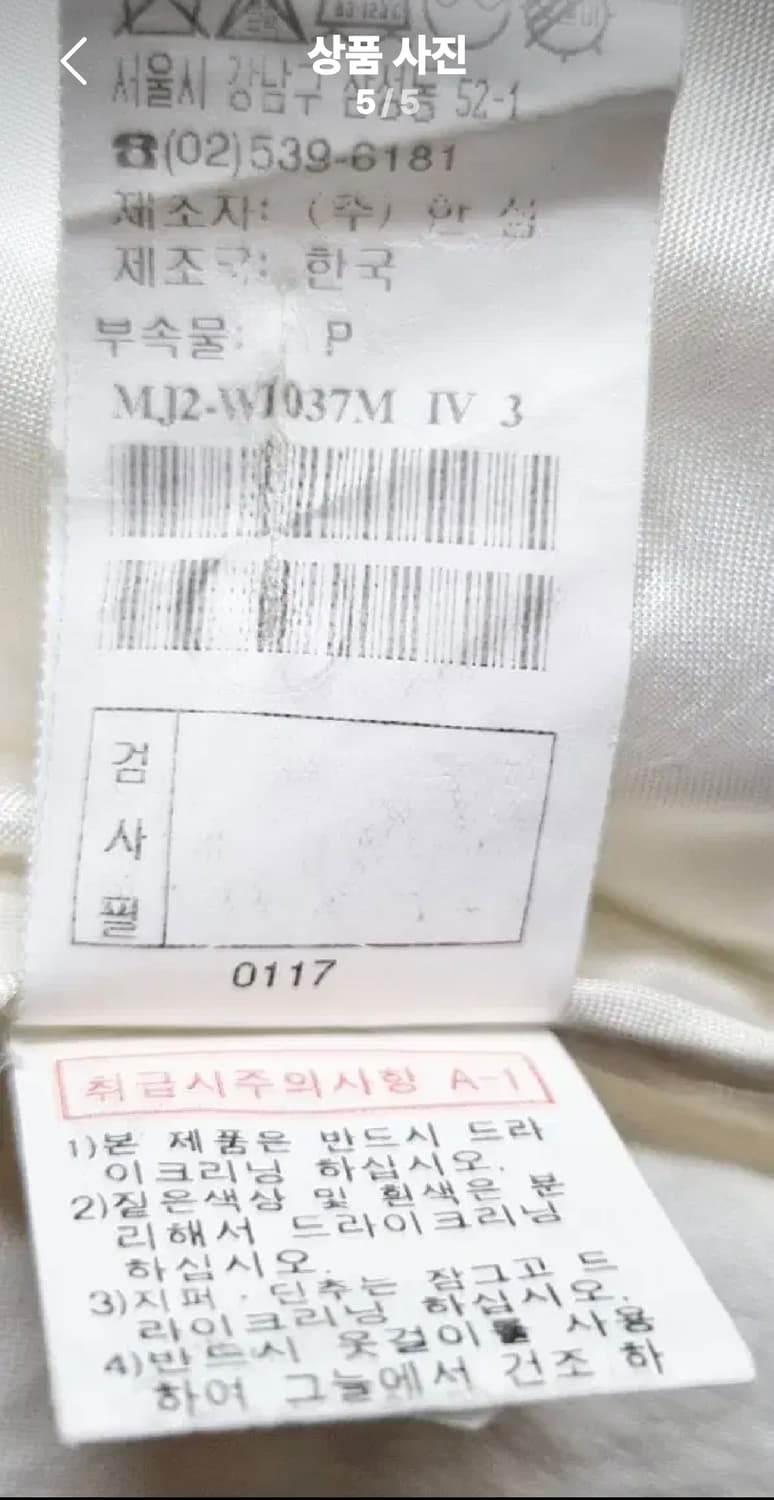 상품 사진
5/5
서울시 강남구 삼성동 52-1
☎(02)539-6181
제조자: (주)
제조국: 한국
부속물: P
MJ2-W1037M IV 3
검
사
필
0117
취급시주의사항 A-1
1)본 제품은 반드시 드라
이크리닝 하십시오.
2)짙은색상 및 흰색은 분
리해서 드라이크리닝
하십시오.
3)지퍼·단추는 잠그고 드
라이크리닝 하십시오.
4)반드시 옷걸이를 사용
하여 그늘에서 건조 하